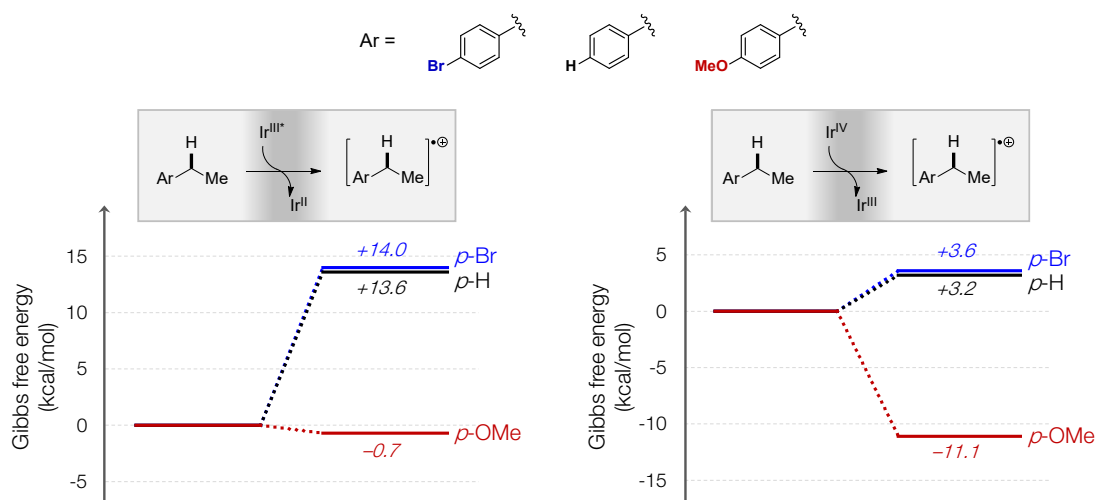 Ar =
Br
H
MeO
H
Ar
Me
Ir^III*
Ir^II
[
H
Ar
Me
]•⊕
H
Ar
Me
Ir^IV
Ir^III
[
H
Ar
Me
]•⊕
Gibbs free energy
(kcal/mol)
15
10
5
0
-5
+14.0
p-Br
+13.6
p-H
p-OMe
−0.7
Gibbs free energy
(kcal/mol)
5
0
-5
-10
-15
+3.6
p-Br
+3.2
p-H
p-OMe
−11.1